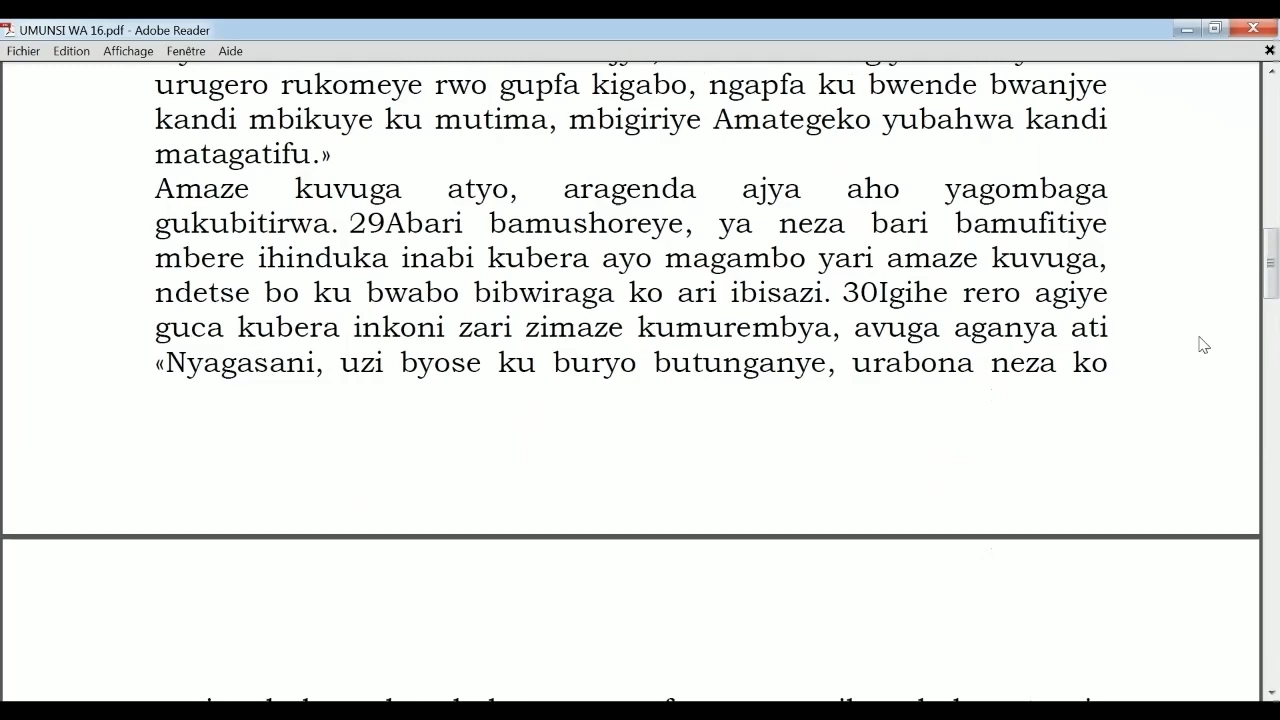 UMUNSI WA 16.pdf - Adobe Reader
Fichier Edition Affichage Fenêtre Aide
urugero rukomeye rwo gupfa kigabo, ngapfa ku bwende bwanjye
kandi mbikuye ku mutima, mbigiriye Amategeko yubahwa kandi
matagatifu.»
Amaze kuvuga atyo, aragenda ajya aho yagombaga
gukubitirwa. 29Abari bamushoreye, ya neza bari bamufitiye
mbere ihinduka inabi kubera ayo magambo yari amaze kuvuga,
ndetse bo ku bwabo bibwiraga ko ari ibisazi. 30Igihe rero agiye
guca kubera inkoni zari zimaze kumurembya, avuga aganya ati
«Nyagasani, uzi byose ku buryo butunganye, urabona neza ko